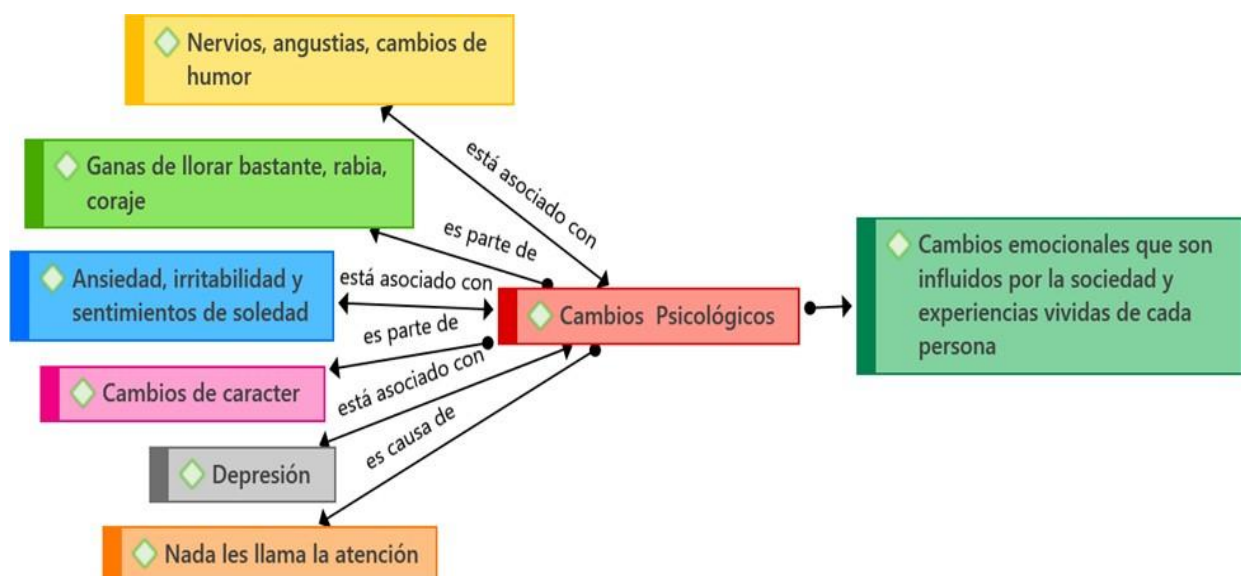 Nervios, angustias, cambios de
humor
está asociado con
Ganas de llorar bastante, rabia,
coraje
es parte de
Ansiedad, irritabilidad y
sentimientos de soledad
está asociado con
Cambios  Psicológicos
Cambios emocionales que son
influidos por la sociedad y
experiencias vividas de cada
persona
es parte de
Cambios de caracter
está asociado con
Depresión
es causa de
Nada les llama la atención